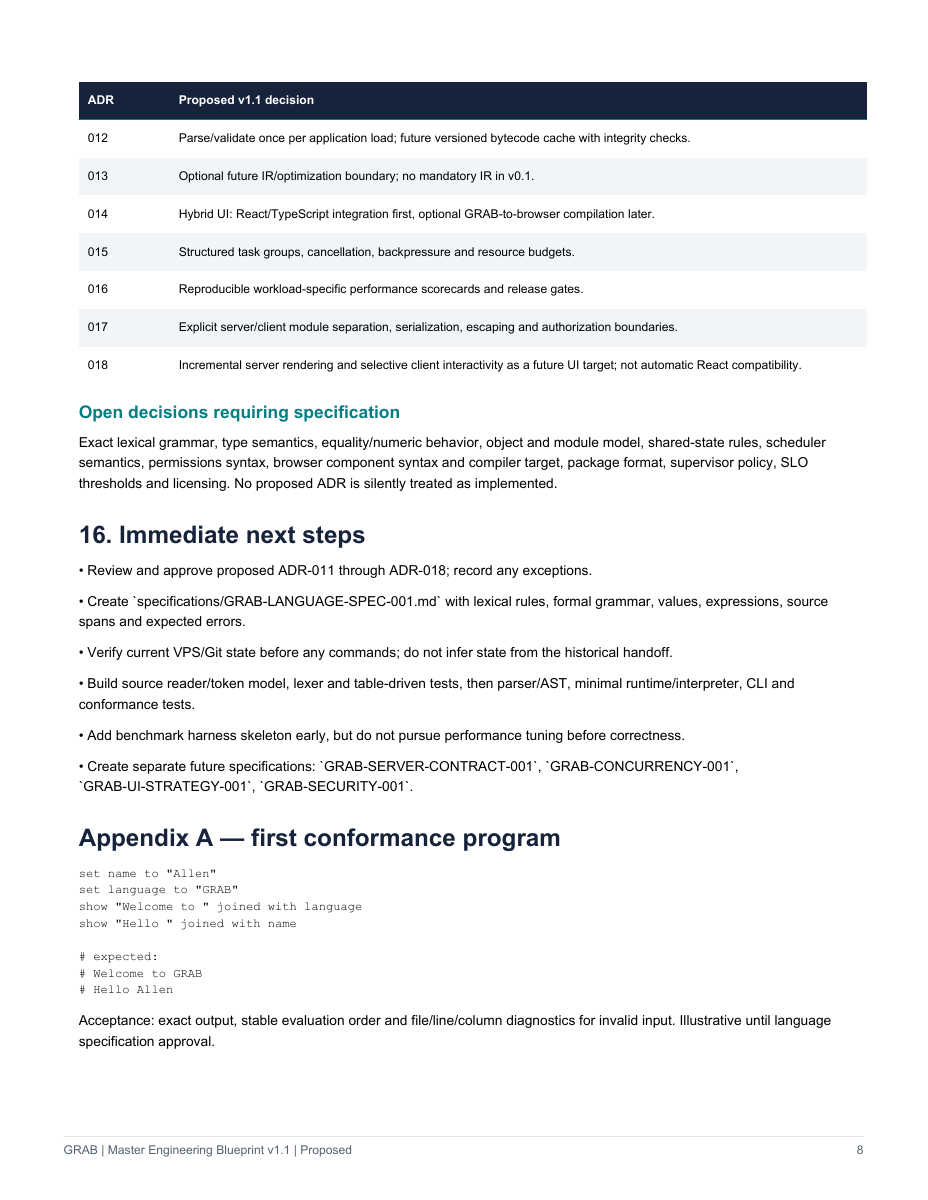 ADR Proposed v1.1 decision
012 Parse/validate once per application load; future versioned bytecode cache with integrity checks.
013 Optional future IR/optimization boundary; no mandatory IR in v0.1.
014 Hybrid UI: React/TypeScript integration first, optional GRAB-to-browser compilation later.
015 Structured task groups, cancellation, backpressure and resource budgets.
016 Reproducible workload-specific performance scorecards and release gates.
017 Explicit server/client module separation, serialization, escaping and authorization boundaries.
018 Incremental server rendering and selective client interactivity as a future UI target; not automatic React compatibility.
Open decisions requiring specification
Exact lexical grammar, type semantics, equality/numeric behavior, object and module model, shared-state rules, scheduler
semantics, permissions syntax, browser component syntax and compiler target, package format, supervisor policy, SLO
thresholds and licensing. No proposed ADR is silently treated as implemented.
16. Immediate next steps
• Review and approve proposed ADR-011 through ADR-018; record any exceptions.
• Create `specifications/GRAB-LANGUAGE-SPEC-001.md` with lexical rules, formal grammar, values, expressions, source
spans and expected errors.
• Verify current VPS/Git state before any commands; do not infer state from the historical handoff.
• Build source reader/token model, lexer and table-driven tests, then parser/AST, minimal runtime/interpreter, CLI and
conformance tests.
• Add benchmark harness skeleton early, but do not pursue performance tuning before correctness.
• Create separate future specifications: `GRAB-SERVER-CONTRACT-001`, `GRAB-CONCURRENCY-001`,
`GRAB-UI-STRATEGY-001`, `GRAB-SECURITY-001`.
Appendix A — first conformance program
set name to "Allen"
set language to "GRAB"
show "Welcome to " joined with language
show "Hello " joined with name
# expected:
# Welcome to GRAB
# Hello Allen
Acceptance: exact output, stable evaluation order and file/line/column diagnostics for invalid input. Illustrative until language
specification approval.
GRAB | Master Engineering Blueprint v1.1 | Proposed 8